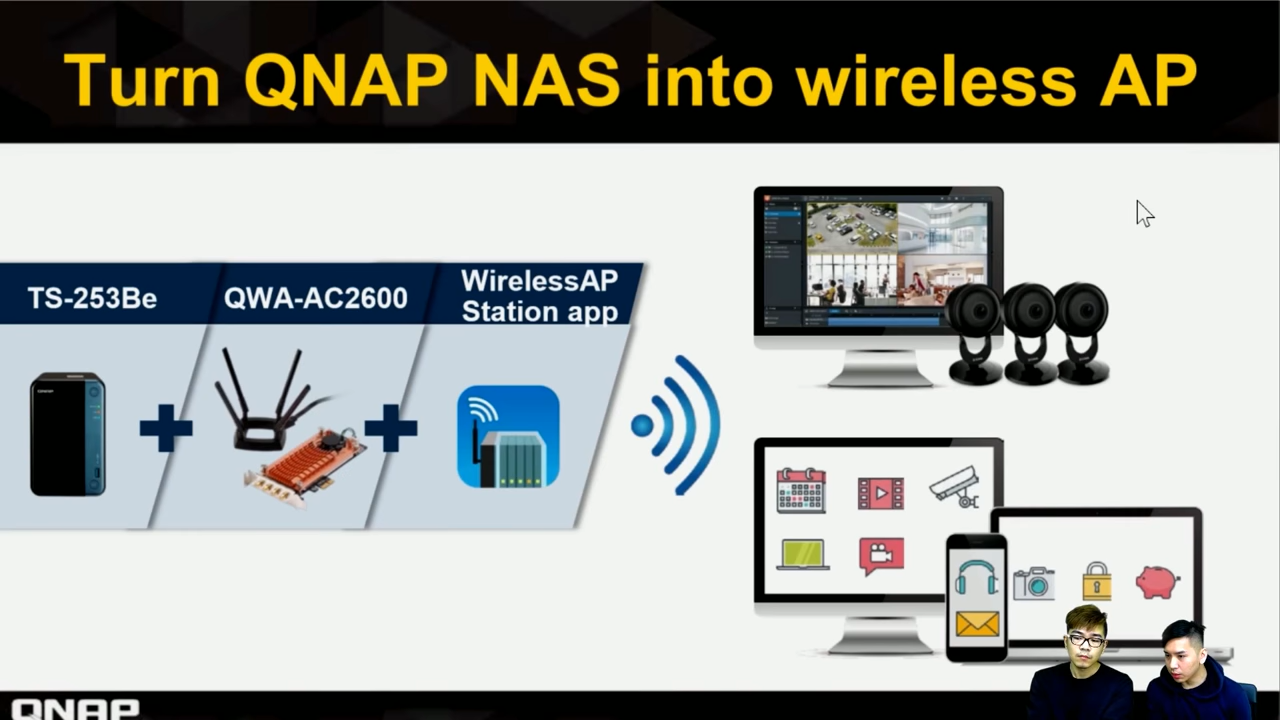 Turn QNAP NAS into wireless AP
TS-253Be
QWA-AC2600
WirelessAP
Station app
QNAP